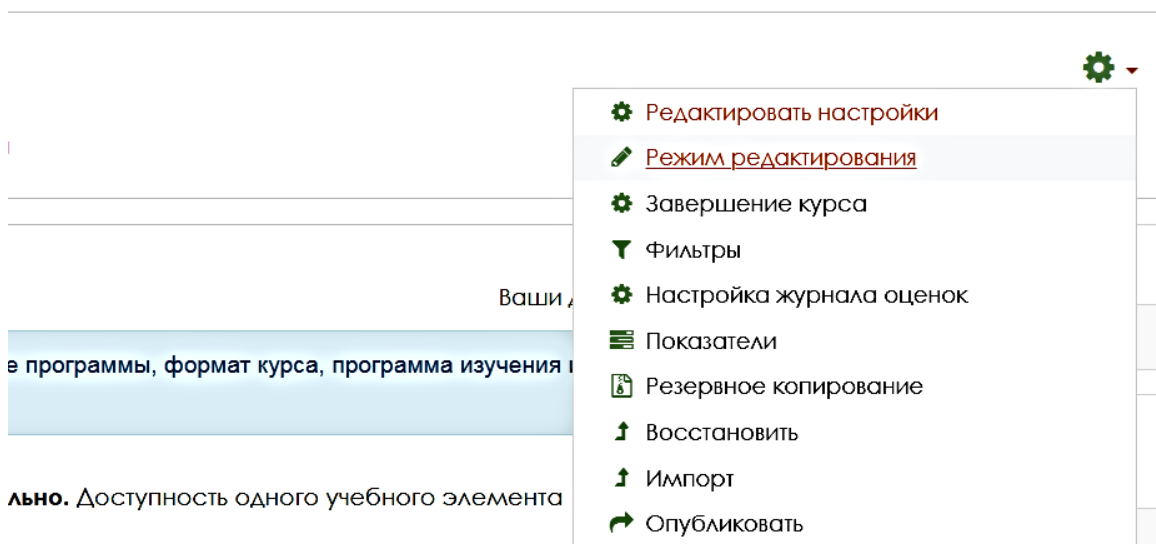 Редактировать настройки
Режим редактирования
Завершение курса
Фильтры
Ваши
Настройка журнала оценок
Показатели
е программы, формат курса, программа изучения
Резервное копирование
Восстановить
Импорт
льно. Доступность одного учебного элемента
Опубликовать